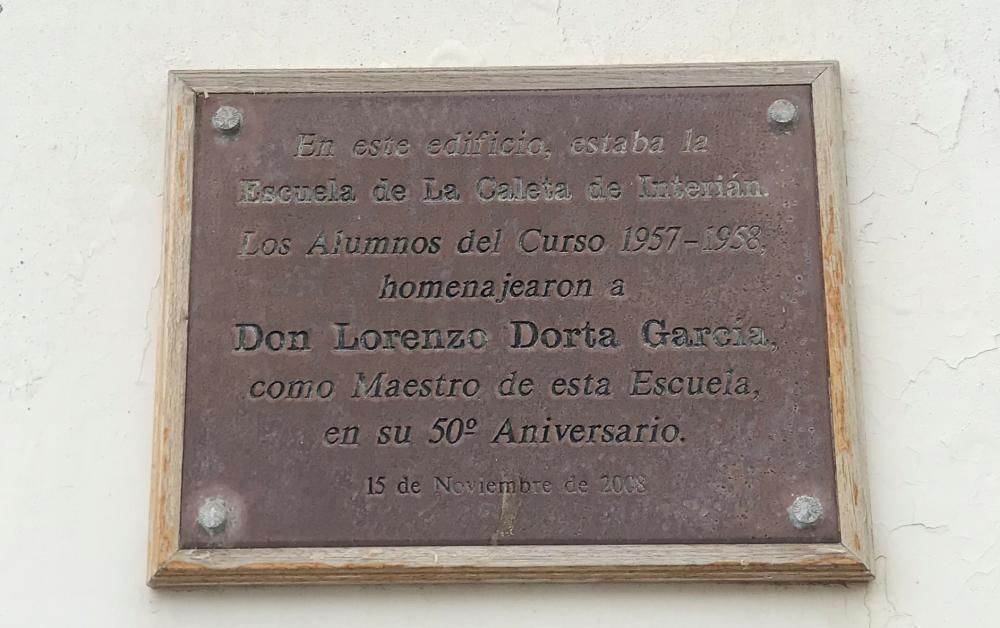 En este edificio, estaba la
Escuela de La Caleta de Interián.
Los Alumnos del Curso 1957-1958,
homenajearon a
Don Lorenzo Dorta García,
como Maestro de esta Escuela,
en su 50º Aniversario.
15 de Noviembre de 2008